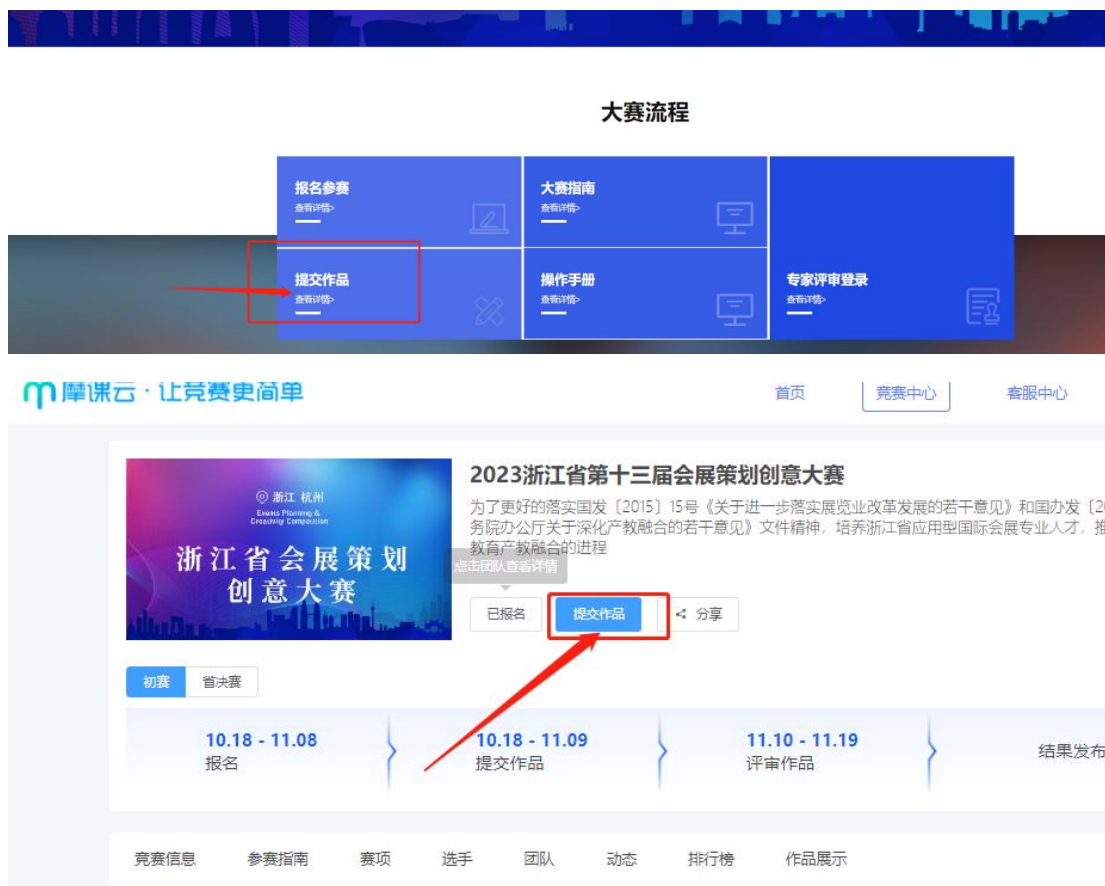 大赛流程
报名参赛
查看详情>
大赛指南
查看详情>
提交作品
查看详情>
操作手册
查看详情>
专家评审登录
查看详情>
摩课云·让竞赛更简单
首页
竞赛中心
客服中心
浙江 杭州
Events Planning &
Creativity Competition
浙江省会展策划
创意大赛
2023浙江省第十三届会展策划创意大赛
为了更好的落实国发〔2015〕15号《关于进一步落实展览业改革发展的若干意见》和国办发〔20
务院办公厅关于深化产教融合的若干意见》文件精神，培养浙江省应用型国际会展专业人才，推
教育产教融合的进程
点击团队查看详情
已报名
提交作品
分享
初赛
省决赛
10.18 - 11.08
报名
10.18 - 11.09
提交作品
11.10 - 11.19
评审作品
结果发布
竞赛信息
参赛指南
赛项
选手
团队
动态
排行榜
作品展示